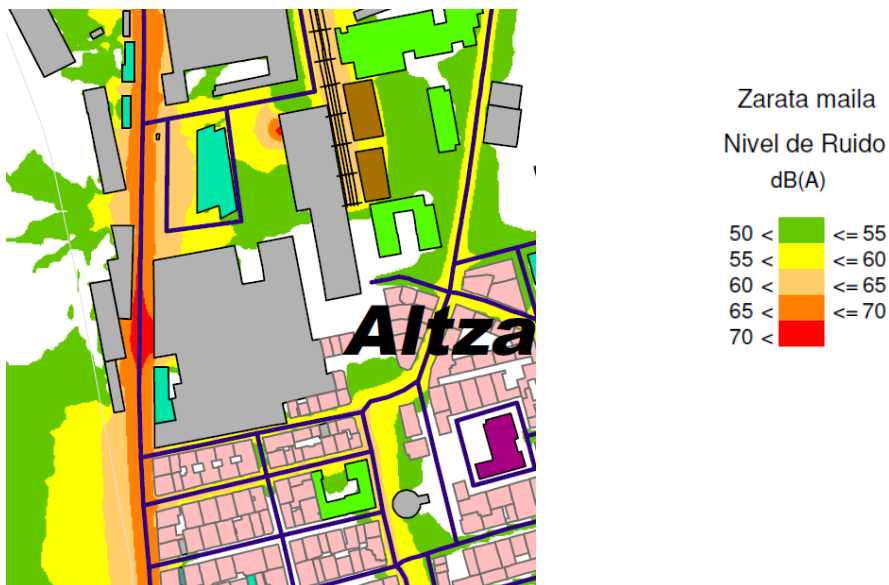 Altza
Zarata maila
Nivel de Ruido
dB(A)
50 < <= 55
55 < <= 60
60 < <= 65
65 < <= 70
70 <